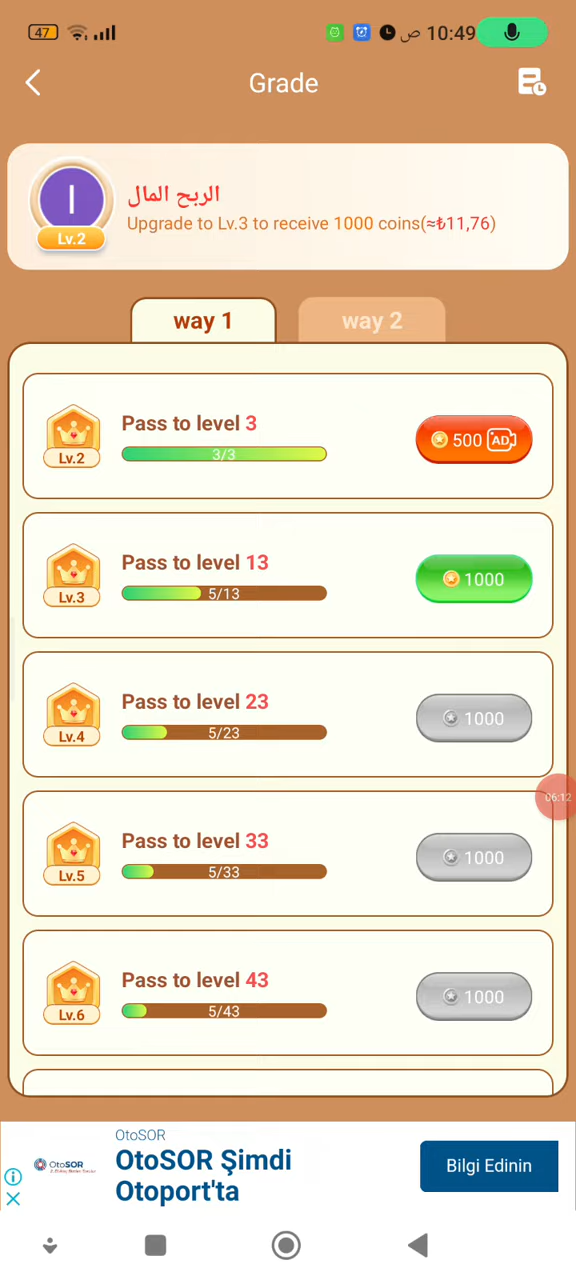 47
10:49 ص
Grade
I
Lv.2
الربح المال
Upgrade to Lv.3 to receive 1000 coins(≈₺11,76)
way 1
way 2
Lv.2
Pass to level 3
3/3
500 AD
Lv.3
Pass to level 13
5/13
1000
Lv.4
Pass to level 23
5/23
1000
06:12
Lv.5
Pass to level 33
5/33
1000
Lv.6
Pass to level 43
5/43
1000
OtoSOR
OtoSOR
OtoSOR Şimdi
Otoport'ta
Bilgi Edinin